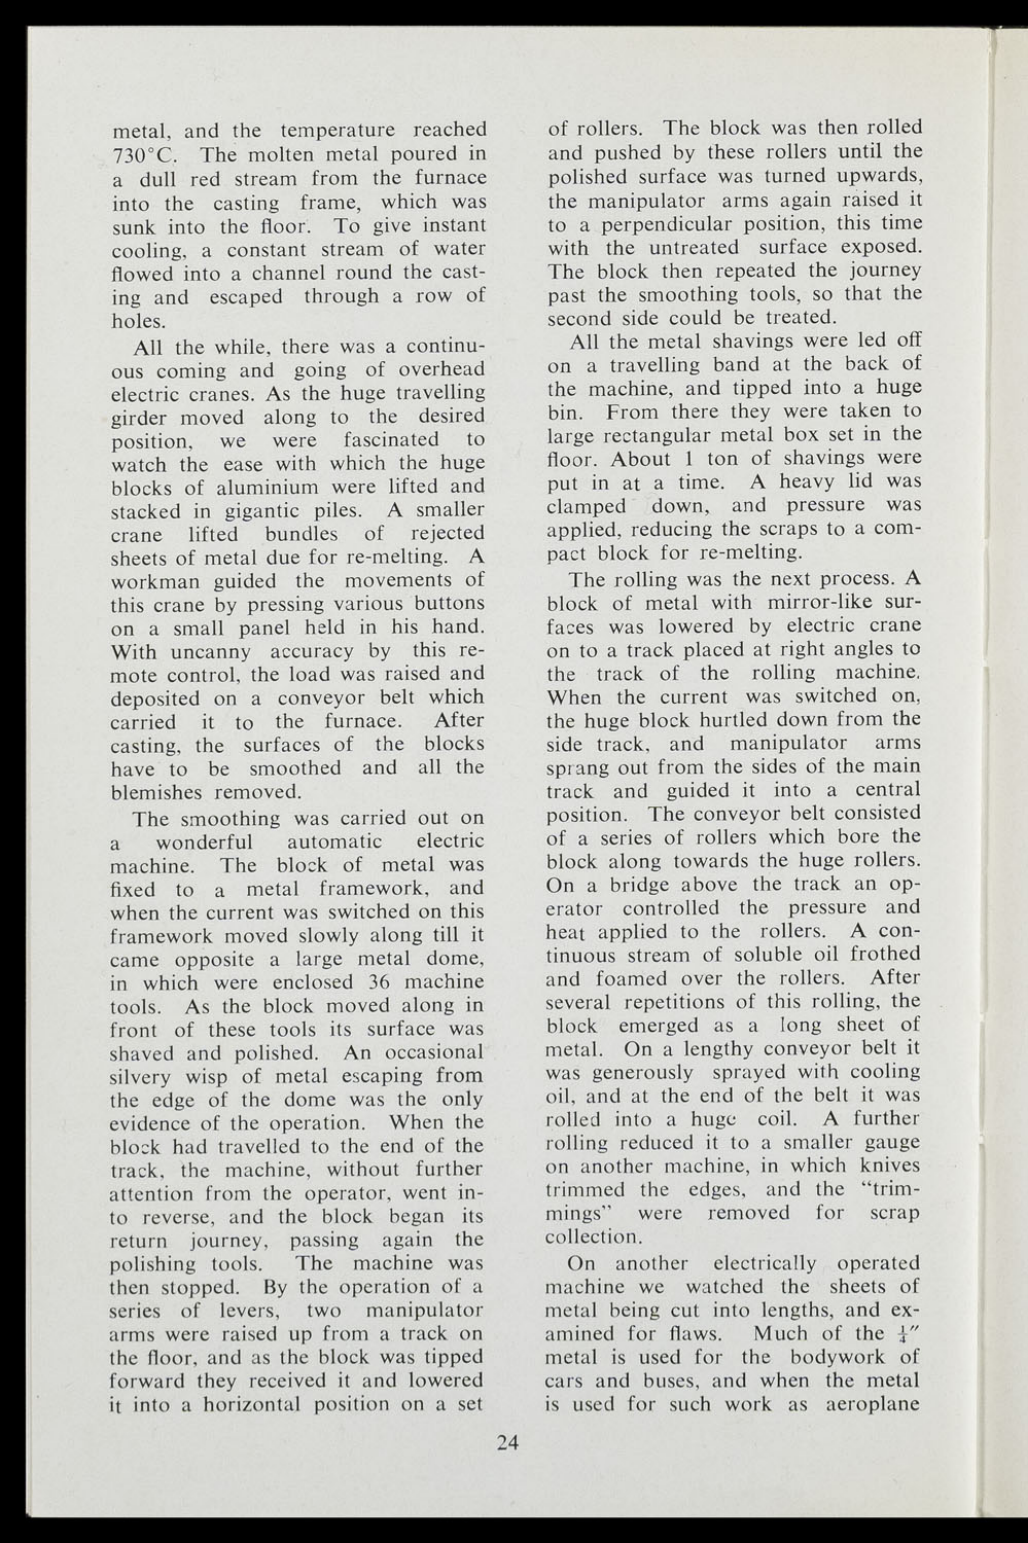 metal, and the temperature reached
730°C. The molten metal poured in
a dull red stream from the furnace
into the casting frame, which was
sunk into the floor. To give instant
cooling, a constant stream of water
flowed into a channel round the cast-
ing and escaped through a row of
holes.
All the while, there was a continu-
ous coming and going of overhead
electric cranes. As the huge travelling
girder moved along to the desired
position, we were fascinated to
watch the ease with which the huge
blocks of aluminium were lifted and
stacked in gigantic piles. A smaller
crane lifted bundles of rejected
sheets of metal due for re-melting. A
workman guided the movements of
this crane by pressing various buttons
on a small panel held in his hand.
With uncanny accuracy by this re-
mote control, the load was raised and
deposited on a conveyor belt which
carried it to the furnace. After
casting, the surfaces of the blocks
have to be smoothed and all the
blemishes removed.
The smoothing was carried out on
a wonderful automatic electric
machine. The block of metal was
fixed to a metal framework, and
when the current was switched on this
framework moved slowly along till it
came opposite a large metal dome,
in which were enclosed 36 machine
tools. As the block moved along in
front of these tools its surface was
shaved and polished. An occasional
silvery wisp of metal escaping from
the edge of the dome was the only
evidence of the operation. When the
block had travelled to the end of the
track, the machine, without further
attention from the operator, went in-
to reverse, and the block began its
return journey, passing again the
polishing tools. The machine was
then stopped. By the operation of a
series of levers, two manipulator
arms were raised up from a track on
the floor, and as the block was tipped
forward they received it and lowered
it into a horizontal position on a set
of rollers. The block was then rolled
and pushed by these rollers until the
polished surface was turned upwards,
the manipulator arms again raised it
to a perpendicular position, this time
with the untreated surface exposed.
The block then repeated the journey
past the smoothing tools, so that the
second side could be treated.
All the metal shavings were led off
on a travelling band at the back of
the machine, and tipped into a huge
bin. From there they were taken to
large rectangular metal box set in the
floor. About 1 ton of shavings were
put in at a time. A heavy lid was
clamped down, and pressure was
applied, reducing the scraps to a com-
pact block for re-melting.
The rolling was the next process. A
block of metal with mirror-like sur-
faces was lowered by electric crane
on to a track placed at right angles to
the track of the rolling machine.
When the current was switched on,
the huge block hurtled down from the
side track, and manipulator arms
sprang out from the sides of the main
track and guided it into a central
position. The conveyor belt consisted
of a series of rollers which bore the
block along towards the huge rollers.
On a bridge above the track an op-
erator controlled the pressure and
heat applied to the rollers. A con-
tinuous stream of soluble oil frothed
and foamed over the rollers. After
several repetitions of this rolling, the
block emerged as a long sheet of
metal. On a lengthy conveyor belt it
was generously sprayed with cooling
oil, and at the end of the belt it was
rolled into a huge coil. A further
rolling reduced it to a smaller gauge
on another machine, in which knives
trimmed the edges, and the “trim-
mings” were removed for scrap
collection.
On another electrically operated
machine we watched the sheets of
metal being cut into lengths, and ex-
amined for flaws. Much of the ¼″
metal is used for the bodywork of
cars and buses, and when the metal
is used for such work as aeroplane
24